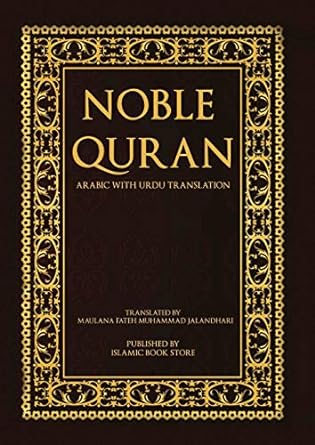 NOBLE
QURAN
ARABIC WITH URDU TRANSLATION
TRANSLATED BY
MAULANA FATEH MUHAMMAD JALANDHARI
PUBLISHED BY
ISLAMIC BOOK STORE